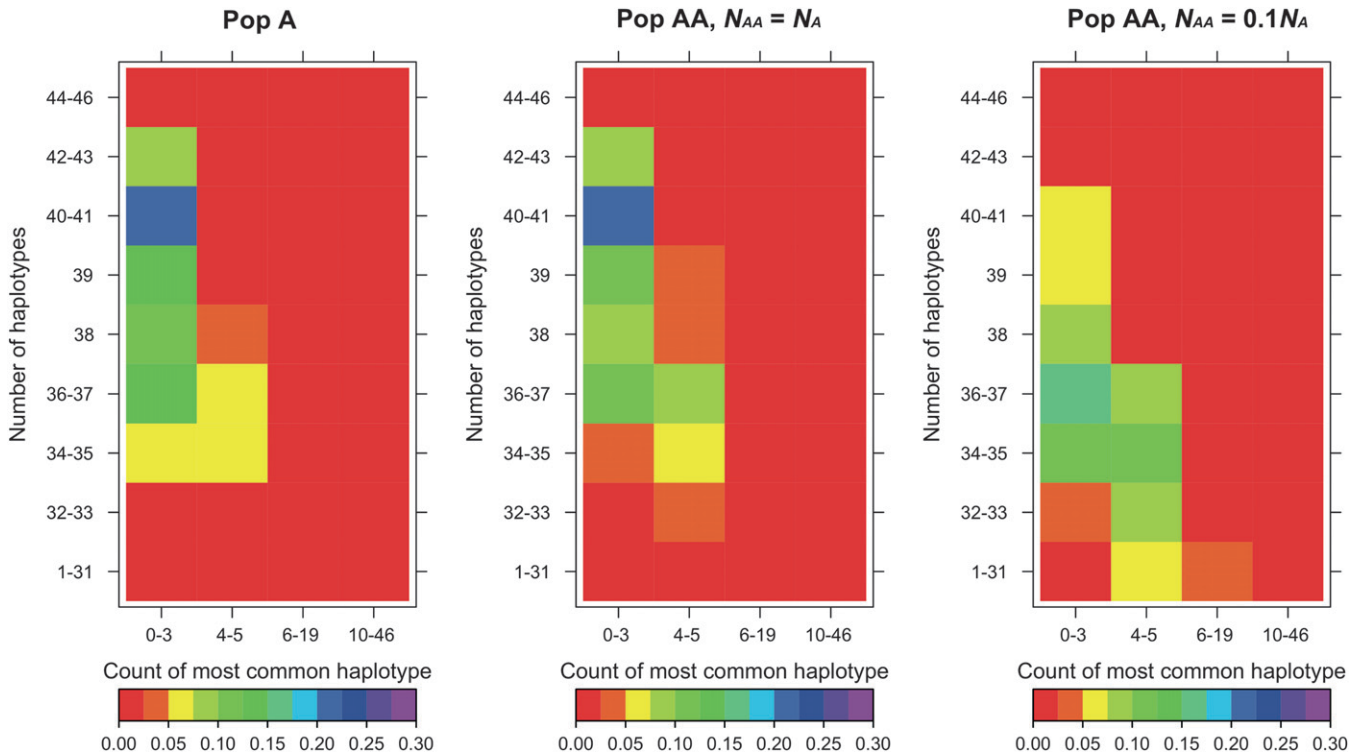 Pop A
Number of haplotypes
44-46
42-43
40-41
39
38
36-37
34-35
32-33
1-31
0-3 4-5 6-19 10-46
Count of most common haplotype
0.00 0.05 0.10 0.15 0.20 0.25 0.30
Pop AA, NAA = NA
Number of haplotypes
44-46
42-43
40-41
39
38
36-37
34-35
32-33
1-31
0-3 4-5 6-19 10-46
Count of most common haplotype
0.00 0.05 0.10 0.15 0.20 0.25 0.30
Pop AA, NAA = 0.1NA
Number of haplotypes
44-46
42-43
40-41
39
38
36-37
34-35
32-33
1-31
0-3 4-5 6-19 10-46
Count of most common haplotype
0.00 0.05 0.10 0.15 0.20 0.25 0.30